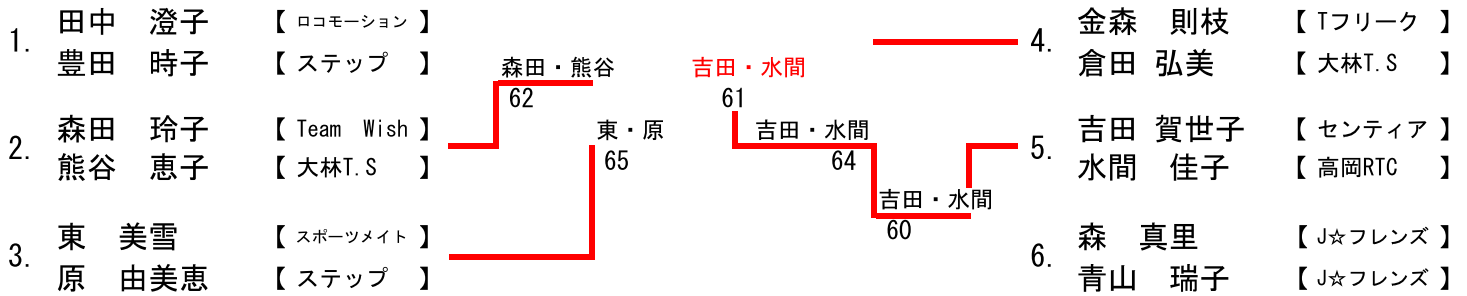 1. 田中　澄子 【 ロコモーション 】
豊田　時子 【 ステップ 】
2. 森田　玲子 【 Team Wish 】
熊谷　恵子 【 大林T.S 】
3. 東　美雪 【 スポーツメイト 】
原　由美恵 【 ステップ 】
森田・熊谷
62
東・原
65
吉田・水間
61
吉田・水間
64
吉田・水間
60
4. 金森　則枝 【 Tフリーク 】
倉田 弘美 【 大林T.S 】
5. 吉田 賀世子 【 センティア 】
水間　佳子 【 高岡RTC 】
6. 森　真里 【 J☆フレンズ 】
青山　瑞子 【 J☆フレンズ 】